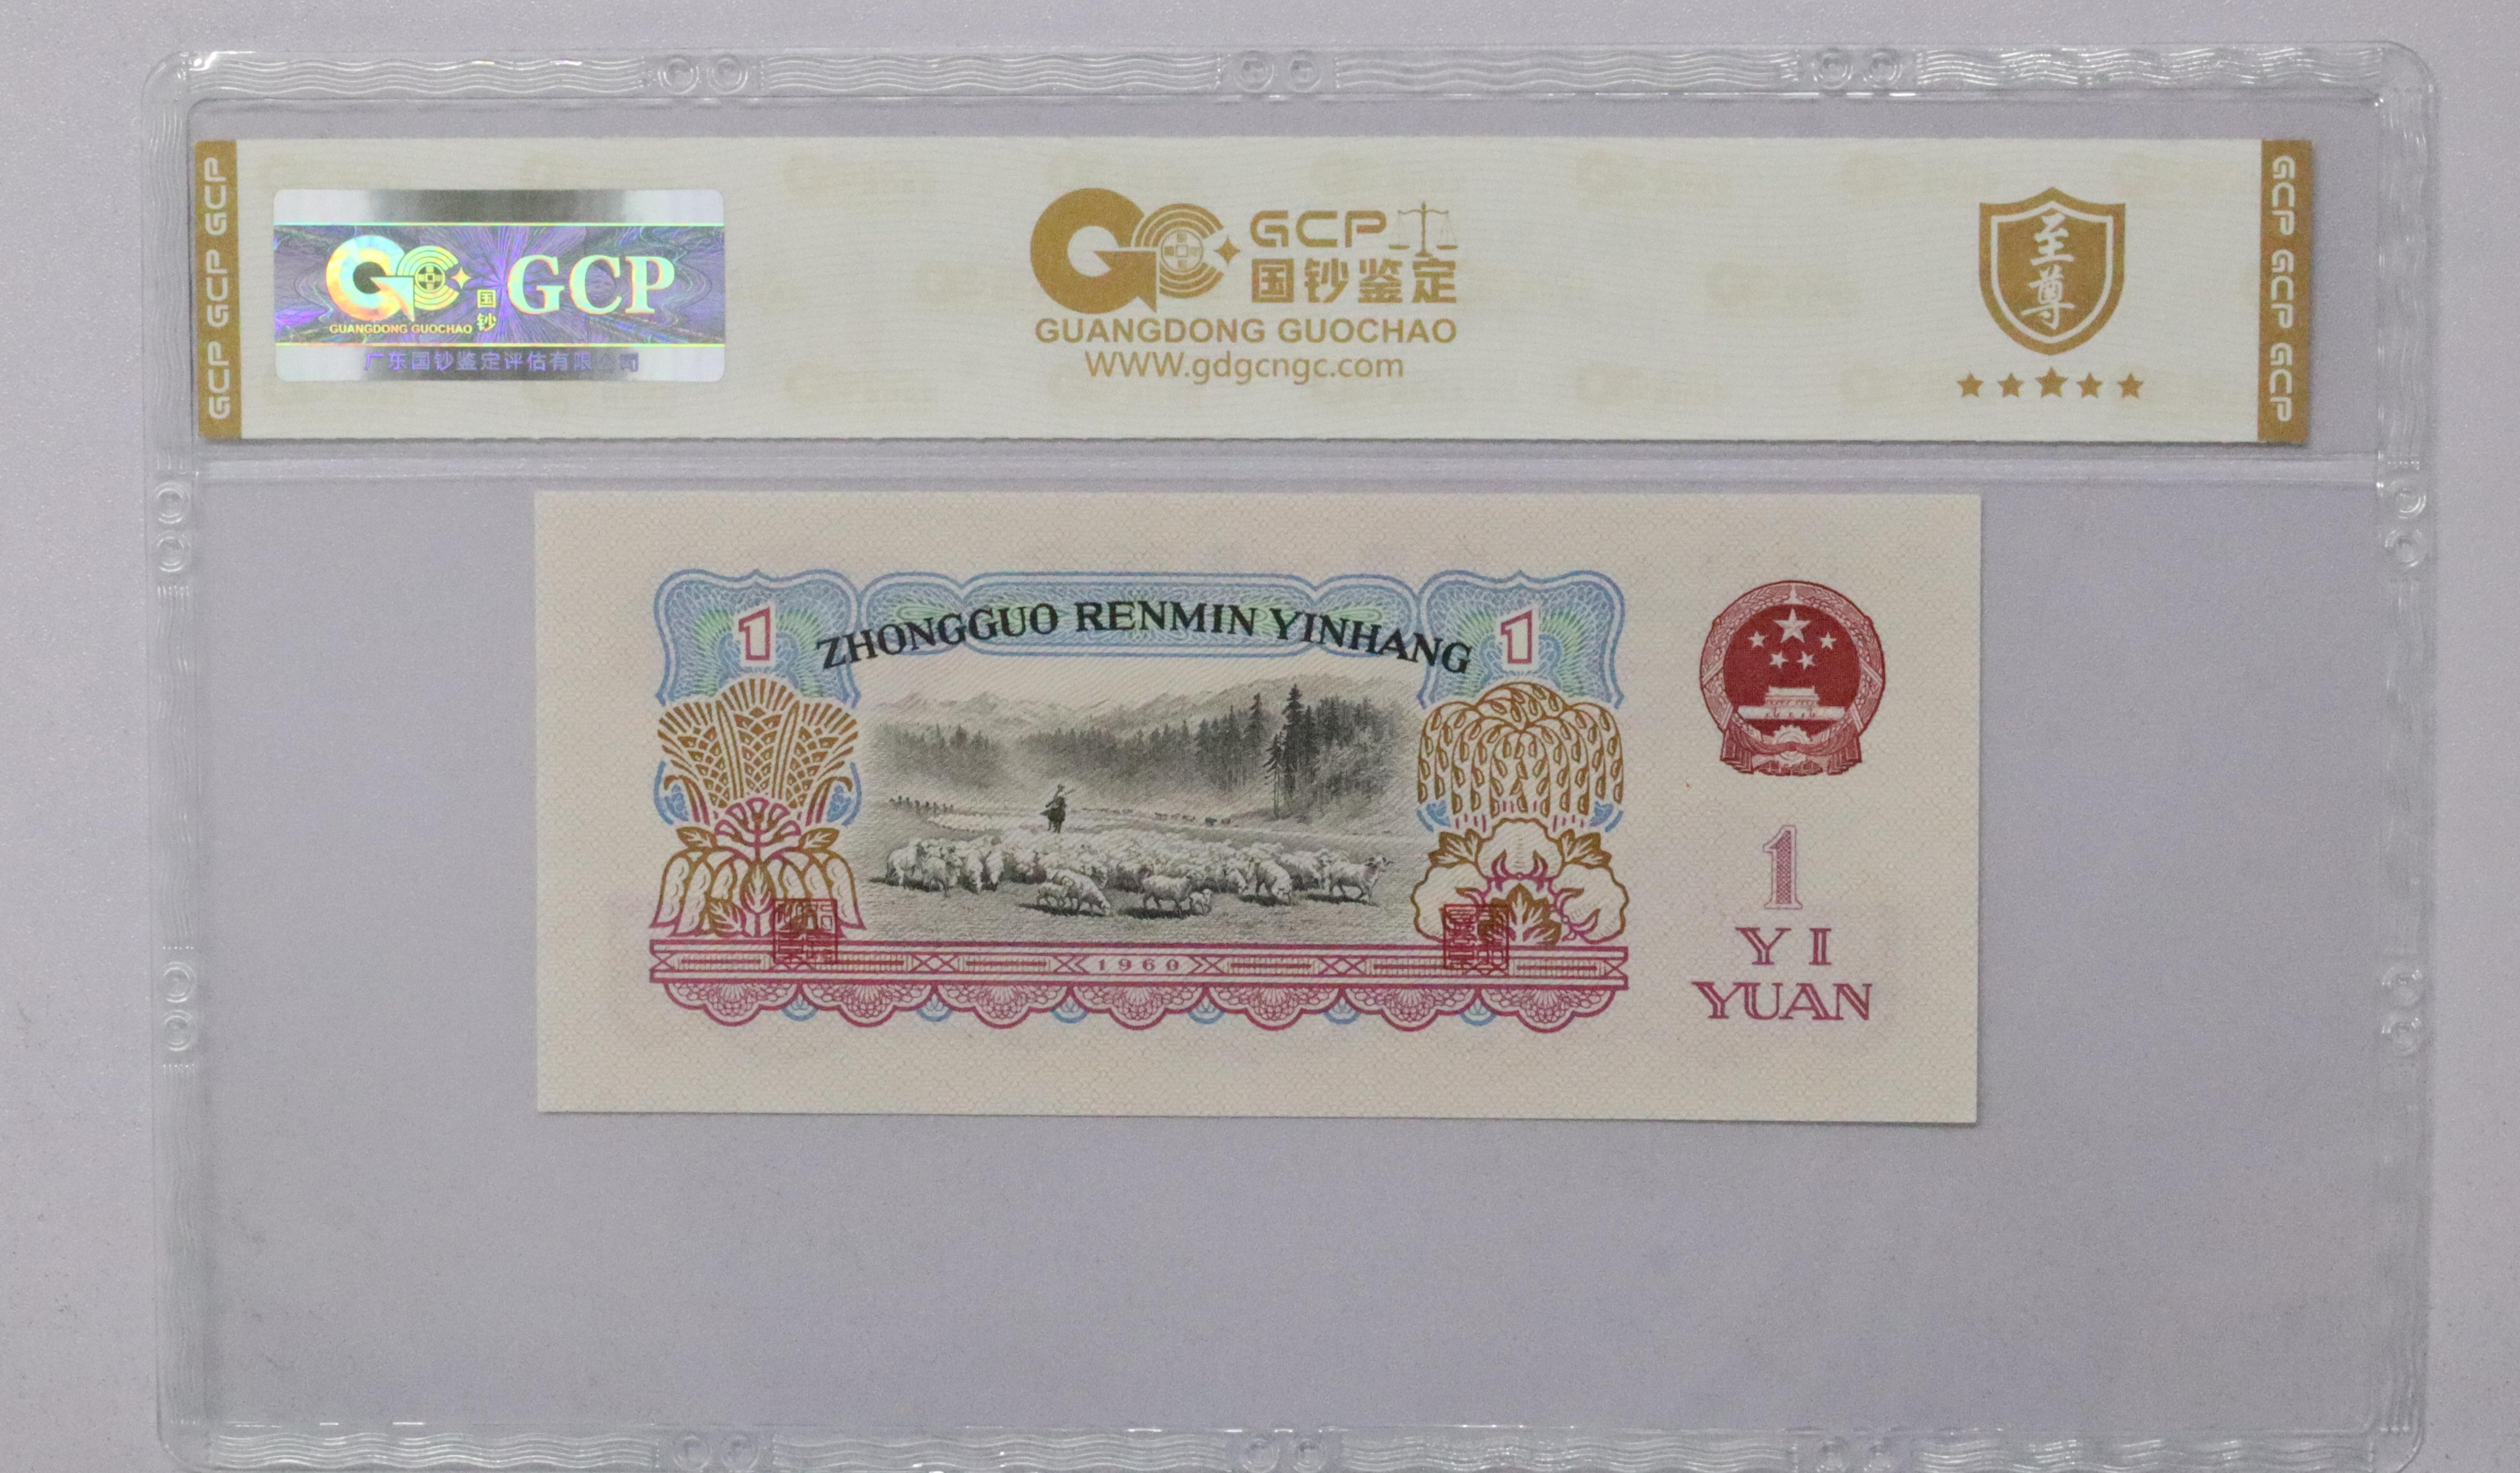 GCP GCP GCP
GUANGDONG GUOCHAO
国钞
GCP
广东国钞鉴定评估有限公司
GCP
国钞鉴定
GUANGDONG GUOCHAO
WWW.gdgcngc.com
至尊
GCP GCP GCP
1
ZHONGGUO RENMIN YINHANG
1
1960
1
YI
YUAN